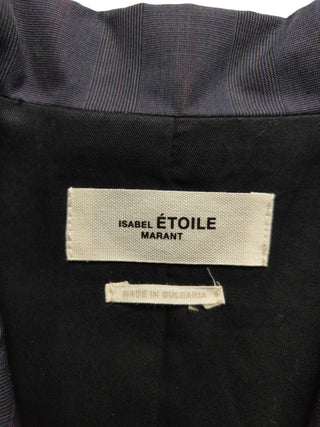 ISABEL ÉTOILE
MARANT
MADE IN BULGARIA